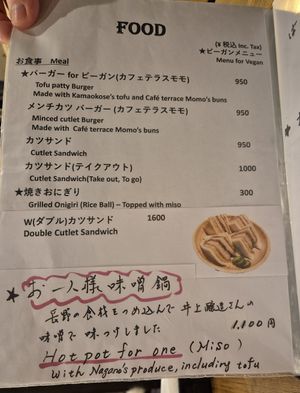 FOOD
(¥ 税込 Inc. Tax)
★ビーガンメニュー
お食事 Meal
Menu for Vegan
★バーガー for ビーガン(カフェテラスモモ) 950
Tofu patty Burger
Made with Kamaokose's tofu and Café terrace Momo's buns
メンチカツ バーガー (カフェテラスモモ) 950
Minced cutlet Burger
Made with Café terrace Momo's buns
カツサンド 950
Cutlet Sandwich
カツサンド(テイクアウト) 1000
Cutlet Sandwich(Take out, To go)
★焼きおにぎり 300
Grilled Onigiri (Rice Ball) – Topped with miso
W(ダブル)カツサンド 1600
Double Cutlet Sandwich
★お一人様味噌鍋
長野の食材をつめ込んで 井上醸造さんの
味噌で味つけしました 1.100円
Hot pot for one (Miso)
with Nagano's produce, including tofu